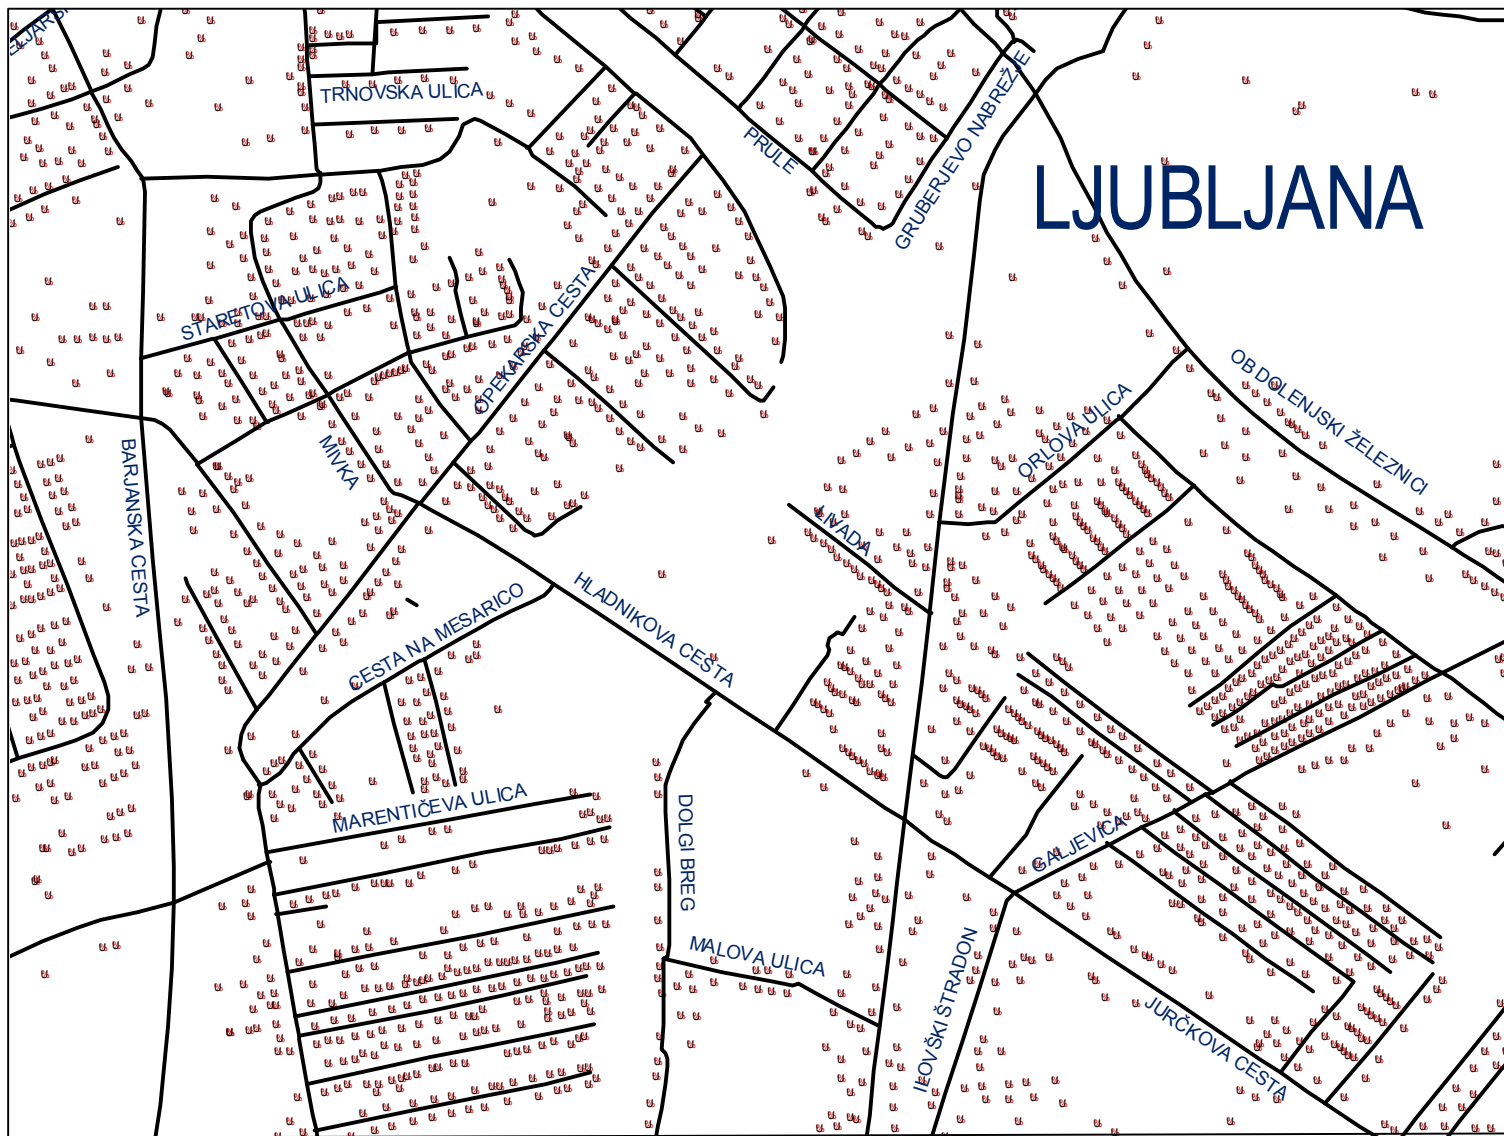 TRNOVSKA ULICA
PRULE
GRUBERJEVO NABREŽJE
LJUBLJANA
STARETOVA ULICA
OPEKARSKA CESTA
OB DOLENJSKI ŽELEZNICI
ORLOVA ULICA
MIVKA
BARJANSKA CESTA
LIVADA
HLADNIKOVA CESTA
CESTA NA MESARICO
MARENTIČEVA ULICA
DOLGI BREG
GALJEVICA
MALOVA ULICA
ILOVŠKI ŠTRADON
JURČKOVA CESTA